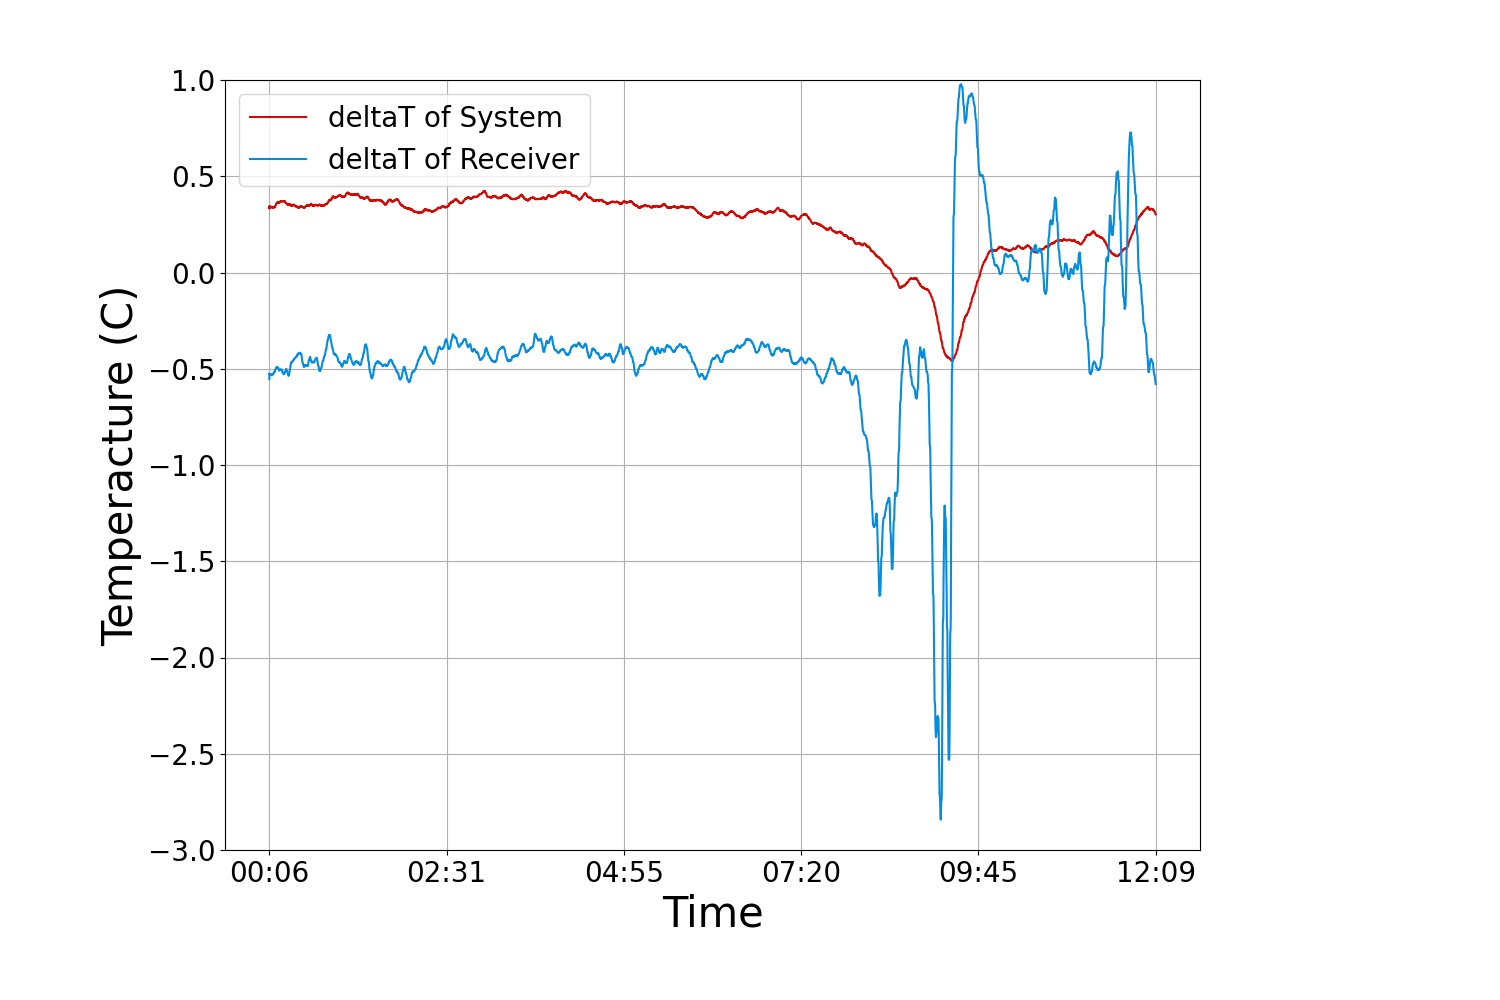 deltaT of System
deltaT of Receiver
Temperacture (C)
1.0
0.5
0.0
−0.5
−1.0
−1.5
−2.0
−2.5
−3.0
00:06 02:31 04:55 07:20 09:45 12:09
Time